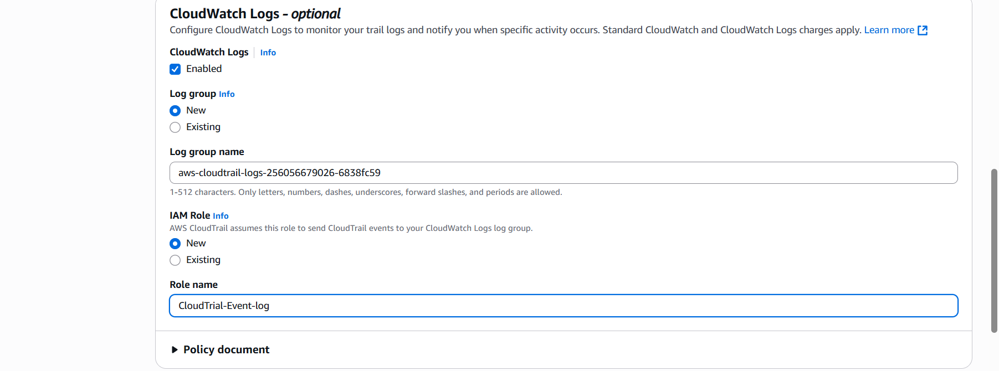 CloudWatch Logs - optional
Configure CloudWatch Logs to monitor your trail logs and notify you when specific activity occurs. Standard CloudWatch and CloudWatch Logs charges apply. Learn more
CloudWatch Logs Info
Enabled
Log group Info
New
Existing
Log group name
aws-cloudtrail-logs-256056679026-6838fc59
1-512 characters. Only letters, numbers, dashes, underscores, forward slashes, and periods are allowed.
IAM Role Info
AWS CloudTrail assumes this role to send CloudTrail events to your CloudWatch Logs log group.
New
Existing
Role name
CloudTrial-Event-log
Policy document